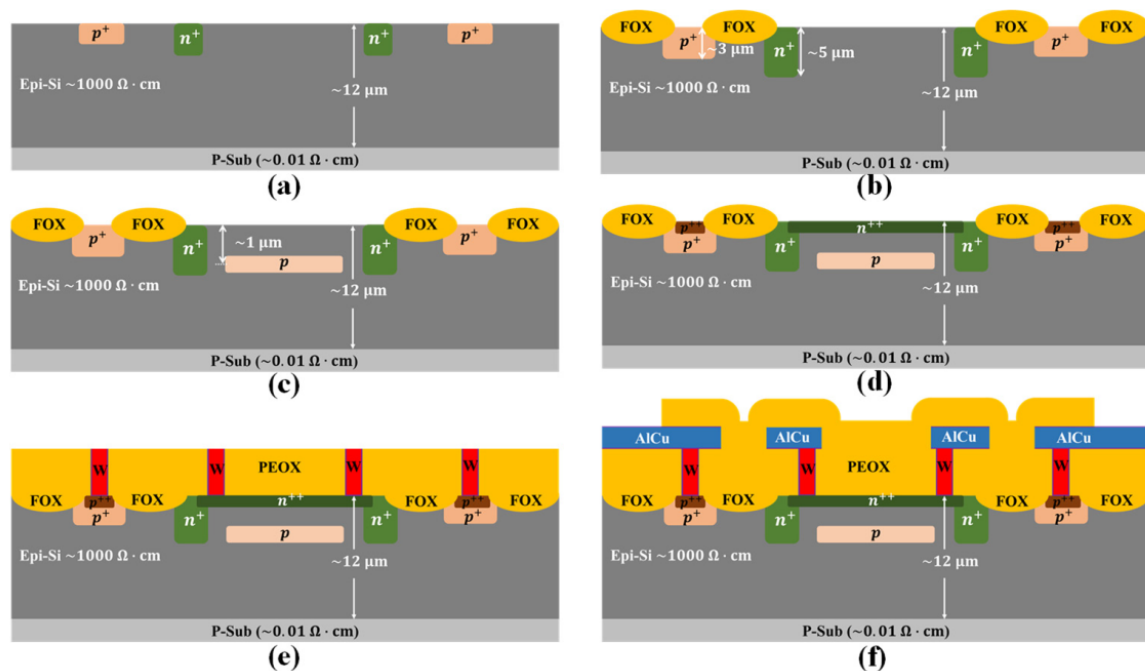 p⁺ n⁺ n⁺ p⁺
Epi-Si ~1000 Ω · cm
~12 μm
P-Sub (~0.01 Ω · cm)
(a)
FOX FOX FOX FOX
p⁺ n⁺ n⁺ p⁺
~3 μm ~5 μm
Epi-Si ~1000 Ω · cm
~12 μm
P-Sub (~0.01 Ω · cm)
(b)
FOX FOX FOX FOX
p⁺ n⁺ n⁺ p⁺
~1 μm
p
Epi-Si ~1000 Ω · cm
~12 μm
P-Sub (~0.01 Ω · cm)
(c)
FOX FOX FOX FOX
p⁺⁺ n⁺⁺ p⁺⁺
p⁺ n⁺ n⁺ p⁺
p
Epi-Si ~1000 Ω · cm
~12 μm
P-Sub (~0.01 Ω · cm)
(d)
W W PEOX W W
FOX p⁺⁺ FOX n⁺⁺ FOX p⁺⁺ FOX
p⁺ n⁺ n⁺ p⁺
p
Epi-Si ~1000 Ω · cm
~12 μm
P-Sub (~0.01 Ω · cm)
(e)
AlCu AlCu AlCu AlCu
W W PEOX W W
FOX p⁺⁺ FOX n⁺⁺ FOX p⁺⁺ FOX
p⁺ n⁺ n⁺ p⁺
p
Epi-Si ~1000 Ω · cm
~12 μm
P-Sub (~0.01 Ω · cm)
(f)